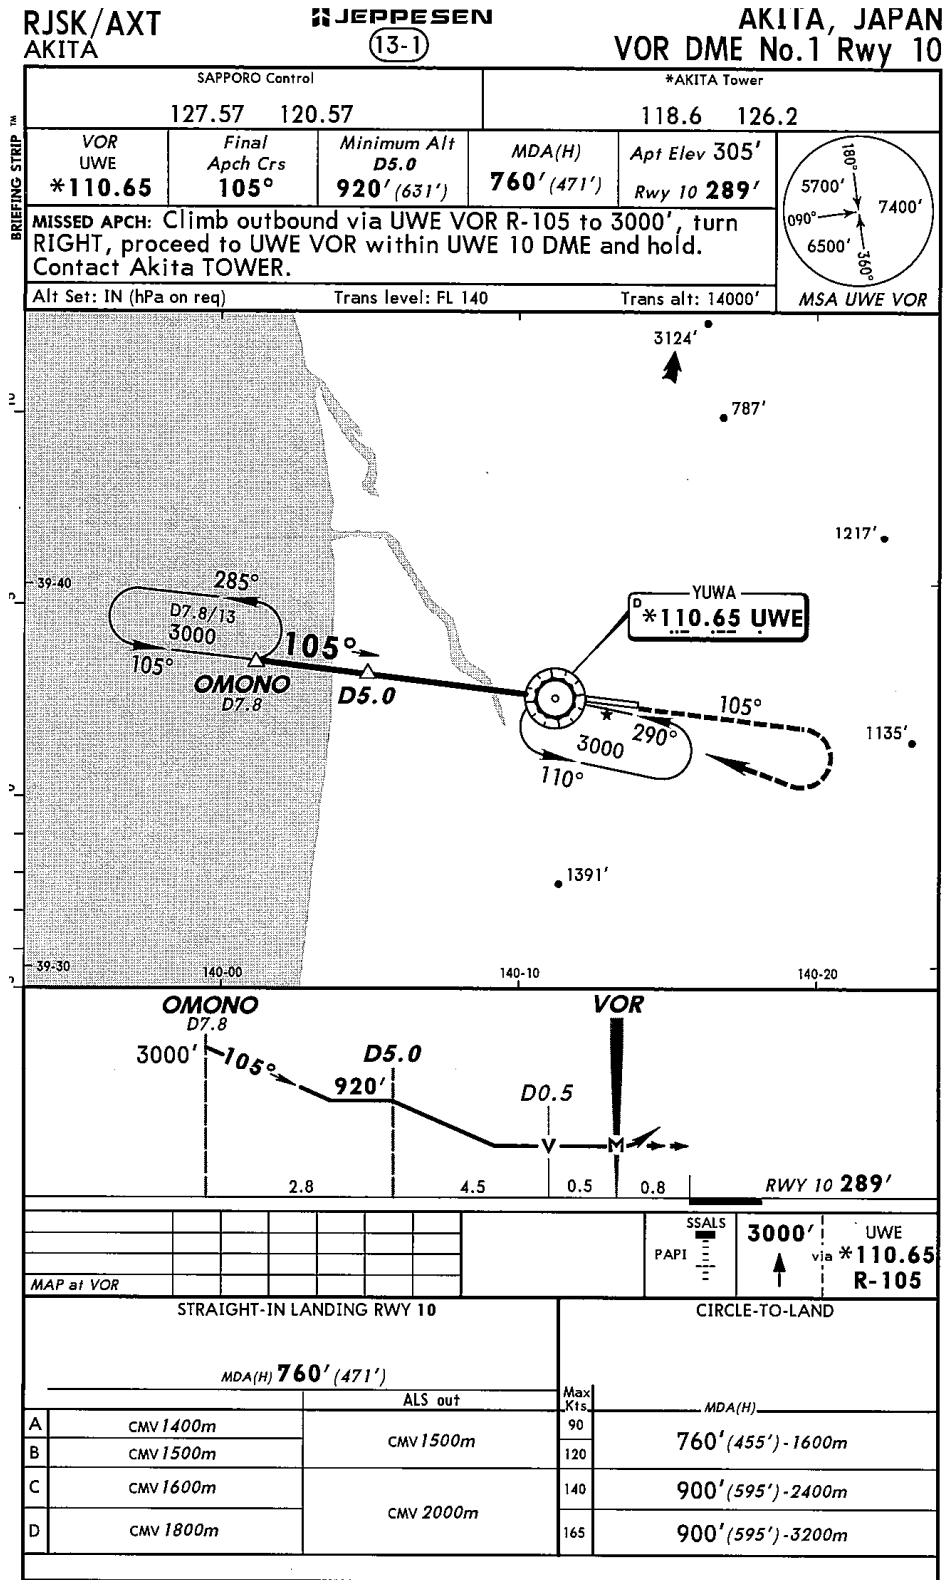 RJSK/AXT
AKITA
JEPPESEN
13-1
AKITA, JAPAN
VOR DME No.1 Rwy 10
BRIEFING STRIP TM
SAPPORO Control
127.57 120.57
*AKITA Tower
118.6 126.2
VOR
UWE
*110.65
Final
Apch Crs
105°
Minimum Alt
D5.0
920' (631')
MDA(H)
760' (471')
Apt Elev 305'
Rwy 10 289'
MISSED APCH: Climb outbound via UWE VOR R-105 to 3000', turn
RIGHT, proceed to UWE VOR within UWE 10 DME and hold.
Contact Akita TOWER.
Alt Set: IN (hPa on req) Trans level: FL 140 Trans alt: 14000'
180°
5700'
090°
7400'
6500'
360°
MSA UWE VOR
3124'
787'
1217'
39-40
285°
D7.8/13
3000
105°
105°
OMONO
D7.8
D5.0
YUWA
D
*110.65 UWE
105°
290°
3000
110°
1135'
1391'
39-30
140-00
140-10
140-20
OMONO
D7.8
VOR
3000'
105°
D5.0
920'
D0.5
V
M
2.8 4.5 0.5 0.8
RWY 10 289'
MAP at VOR
SSALS
PAPI
3000'
via
UWE
*110.65
R-105
STRAIGHT-IN LANDING RWY 10
CIRCLE-TO-LAND
MDA(H) 760' (471')
ALS out
Max
Kts
MDA(H)
A CMV 1400m
CMV 1500m
90
760' (455') - 1600m
B CMV 1500m
120
C CMV 1600m
CMV 2000m
140
900' (595') - 2400m
D CMV 1800m
165
900' (595') - 3200m